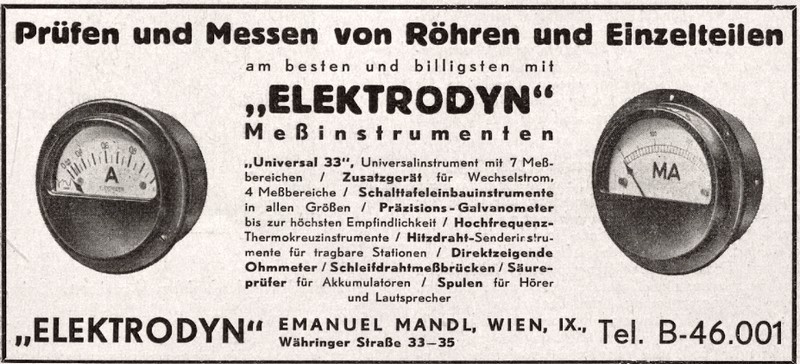 Prüfen und Messen von Röhren und Einzelteilen
am besten und billigsten mit
„ELEKTRODYN“
Meßinstrumenten
„Universal 33“, Universalinstrument mit 7 Meß-
bereichen / Zusatzgerät für Wechselstrom,
4 Meßbereiche / Schalttafeleinbauinstrumente
in allen Größen / Präzisions-Galvanometer
bis zur höchsten Empfindlichkeit / Hochfrequenz-
Thermokreuzinstrumente / Hitzdraht-Senderinstru-
mente für tragbare Stationen / Direktzeigende
Ohmmeter / Schleifdrahtmeßbrücken / Säure-
prüfer für Akkumulatoren / Spulen für Hörer
und Lautsprecher
A
MA
„ELEKTRODYN“ EMANUEL MANDL, WIEN, IX., Tel. B-46.001
Währinger Straße 33—35